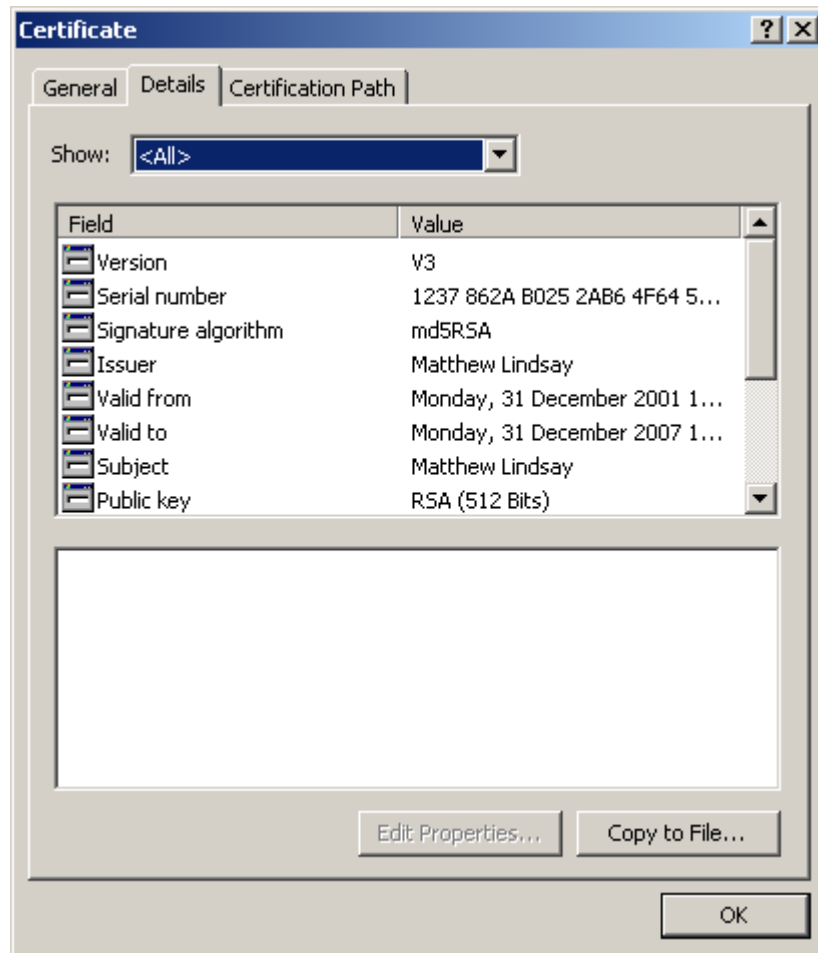 Certificate
General Details Certification Path
Show: <All>
Field Value
Version V3
Serial number 1237 862A B025 2AB6 4F64 5...
Signature algorithm md5RSA
Issuer Matthew Lindsay
Valid from Monday, 31 December 2001 1...
Valid to Monday, 31 December 2007 1...
Subject Matthew Lindsay
Public key RSA (512 Bits)
Edit Properties... Copy to File...
OK